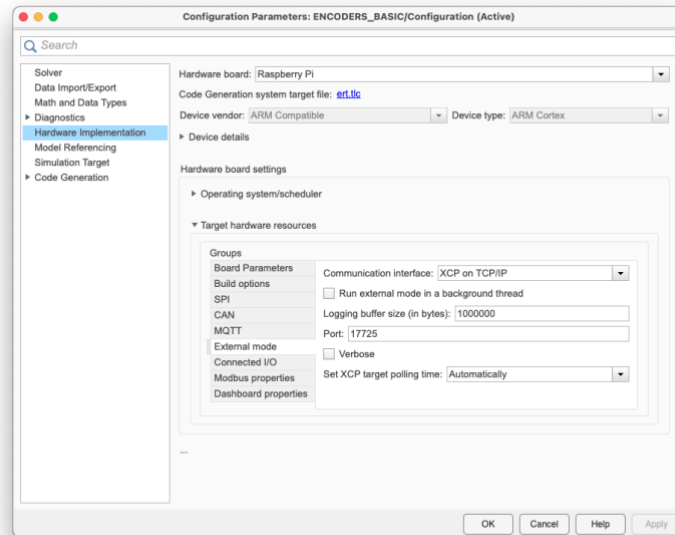 Configuration Parameters: ENCODERS_BASIC/Configuration (Active)
Search
Solver
Data Import/Export
Math and Data Types
Diagnostics
Hardware Implementation
Model Referencing
Simulation Target
Code Generation
Hardware board: Raspberry Pi
Code Generation system target file: ert.tlc
Device vendor: ARM Compatible Device type: ARM Cortex
Device details
Hardware board settings
Operating system/scheduler
Target hardware resources
Groups
Board Parameters
Build options
SPI
CAN
MQTT
External mode
Connected I/O
Modbus properties
Dashboard properties
Communication interface: XCP on TCP/IP
Run external mode in a background thread
Logging buffer size (in bytes): 1000000
Port: 17725
Verbose
Set XCP target polling time: Automatically
...
OK Cancel Help Apply